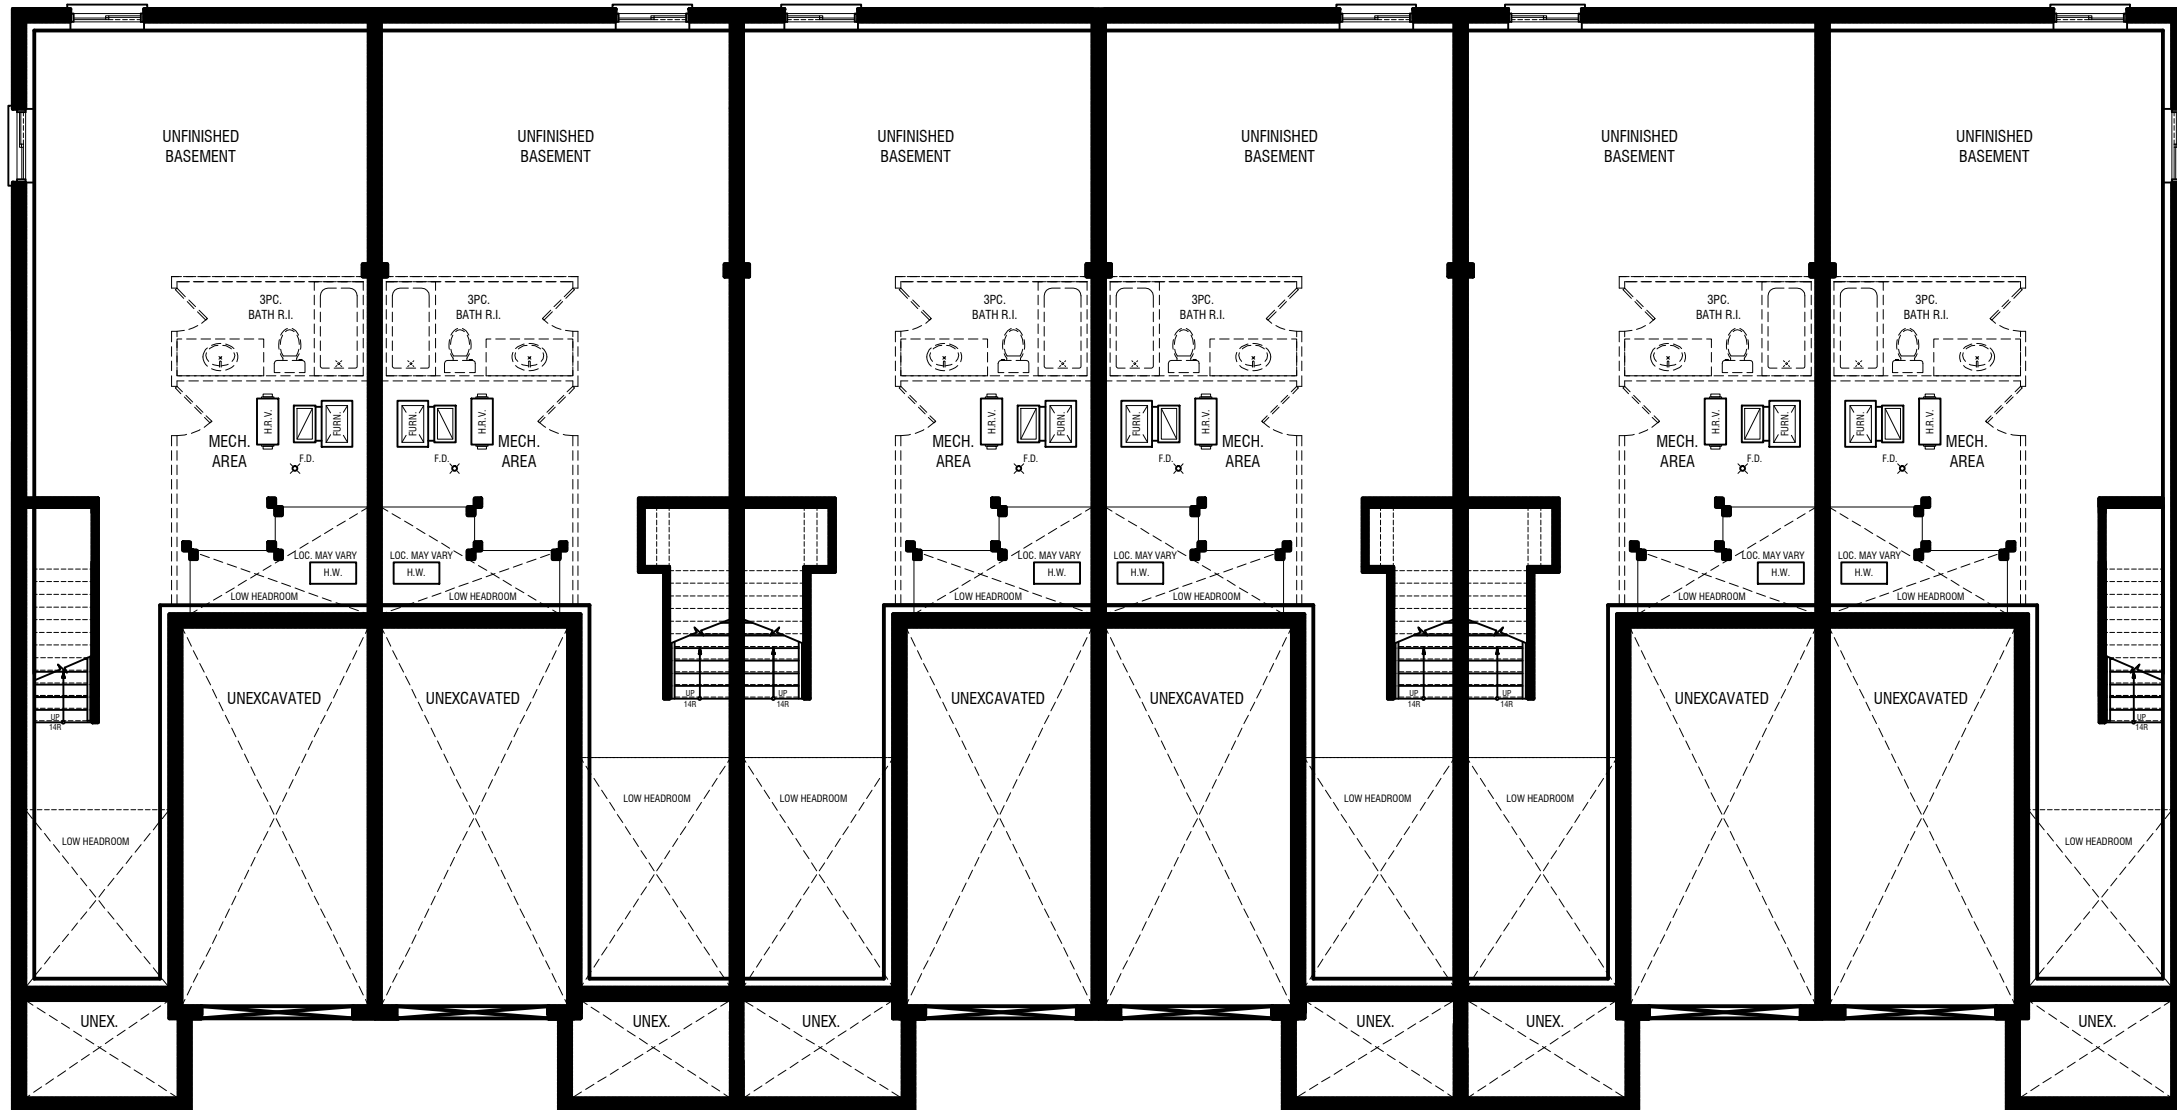 UNFINISHED
BASEMENT
UNFINISHED
BASEMENT
UNFINISHED
BASEMENT
UNFINISHED
BASEMENT
UNFINISHED
BASEMENT
UNFINISHED
BASEMENT
3PC.
BATH R.I.
3PC.
BATH R.I.
3PC.
BATH R.I.
3PC.
BATH R.I.
3PC.
BATH R.I.
3PC.
BATH R.I.
H.R.V.
FURN.
FURN.
H.R.V.
H.R.V.
FURN.
FURN.
H.R.V.
H.R.V.
FURN.
FURN.
H.R.V.
MECH.
AREA
F.D.
F.D.
MECH.
AREA
MECH.
AREA
F.D.
F.D.
MECH.
AREA
MECH.
AREA
F.D.
F.D.
MECH.
AREA
LOC. MAY VARY
H.W.
LOC. MAY VARY
H.W.
LOC. MAY VARY
H.W.
LOC. MAY VARY
H.W.
LOC. MAY VARY
H.W.
LOC. MAY VARY
H.W.
LOW HEADROOM
LOW HEADROOM
LOW HEADROOM
LOW HEADROOM
LOW HEADROOM
LOW HEADROOM
UP
14R
UNEXCAVATED
UNEXCAVATED
UP
14R
UP
14R
UNEXCAVATED
UNEXCAVATED
UP
14R
UP
14R
UNEXCAVATED
UNEXCAVATED
UP
14R
LOW HEADROOM
LOW HEADROOM
LOW HEADROOM
LOW HEADROOM
LOW HEADROOM
LOW HEADROOM
UNEX.
UNEX.
UNEX.
UNEX.
UNEX.
UNEX.